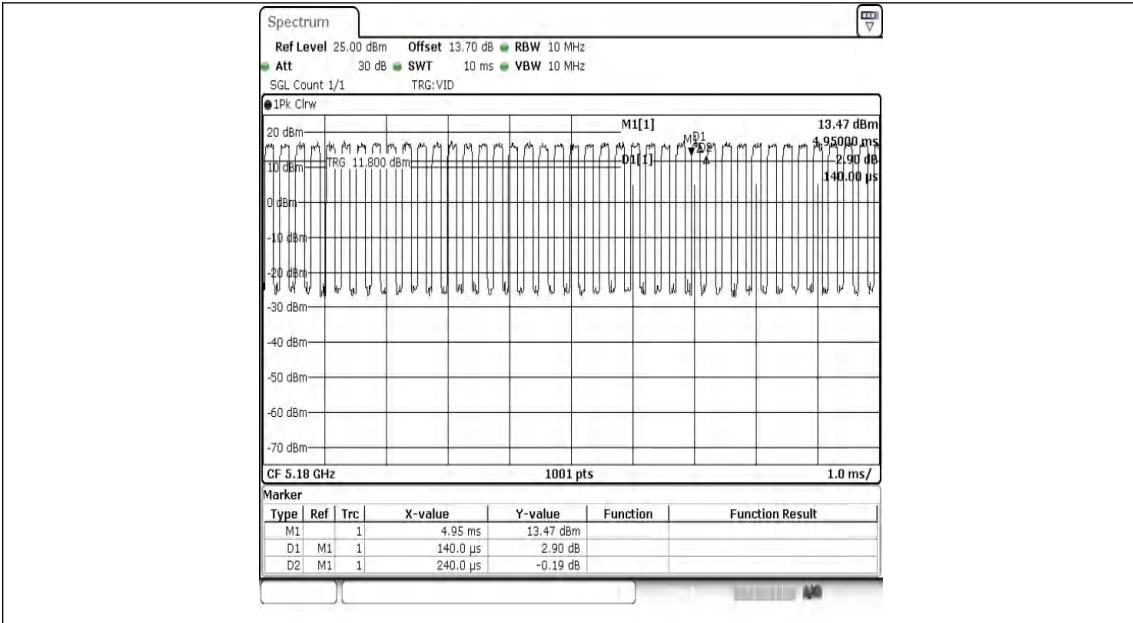 Spectrum
Ref Level 25.00 dBm Offset 13.70 dB RBW 10 MHz
Att 30 dB SWT 10 ms VBW 10 MHz
SGL Count 1/1 TRG:VID
1Pk Clrw
M1[1] 13.47 dBm
4.95000 ms
D1[1] 2.90 dB
140.00 µs
M1 D1
D2
20 dBm
10 dBm
TRG 11.800 dBm
0 dBm
-10 dBm
-20 dBm
-30 dBm
-40 dBm
-50 dBm
-60 dBm
-70 dBm
CF 5.18 GHz 1001 pts 1.0 ms/
Marker
Type Ref Trc X-value Y-value Function Function Result
M1 1 4.95 ms 13.47 dBm
D1 M1 1 140.0 µs 2.90 dB
D2 M1 1 240.0 µs -0.19 dB